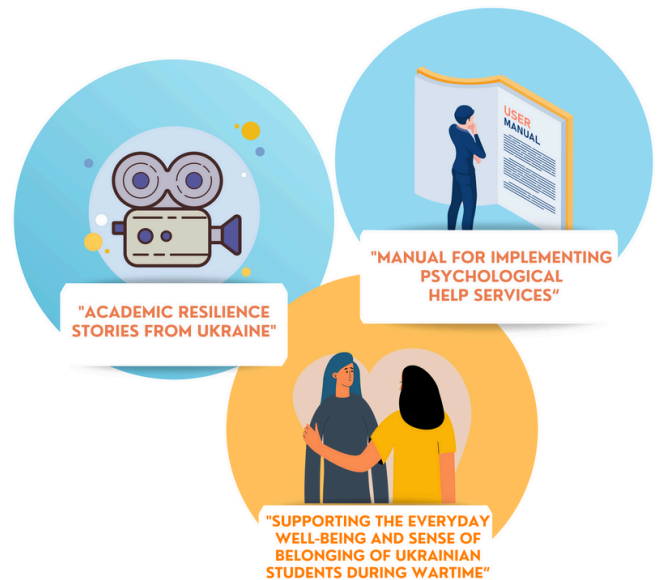 USER
MANUAL
"MANUAL FOR IMPLEMENTING
PSYCHOLOGICAL
HELP SERVICES“
"ACADEMIC RESILIENCE
STORIES FROM UKRAINE"
"SUPPORTING THE EVERYDAY
WELL-BEING AND SENSE OF
BELONGING OF UKRAINIAN
STUDENTS DURING WARTIME“